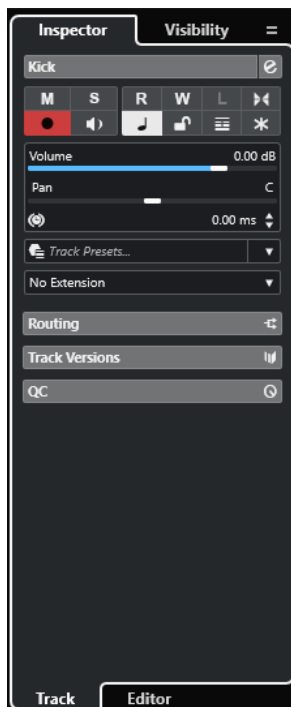 Inspector Visibility
Kick
M S R W L
Volume 0.00 dB
Pan C
0.00 ms
Track Presets...
No Extension
Routing
Track Versions
QC
Track Editor